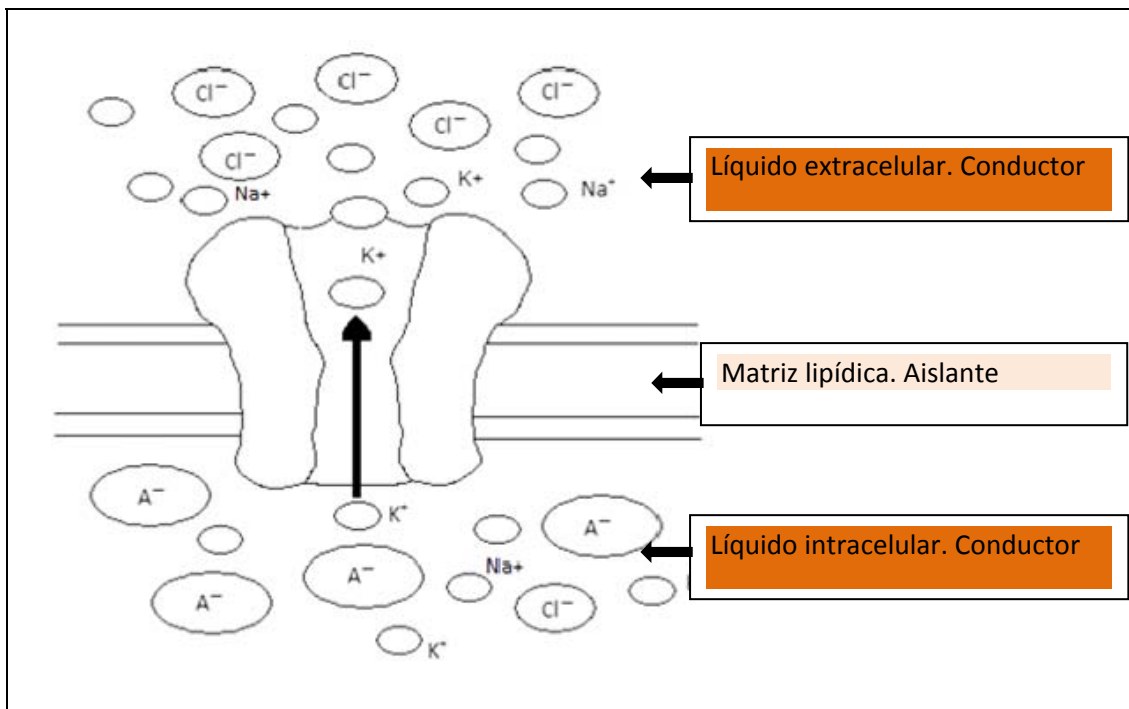 Cl⁻
Cl⁻
Cl⁻
Cl⁻
Cl⁻
Líquido extracelular. Conductor
K+
Na+
Na⁺
K+
Matriz lipídica. Aislante
A⁻
K⁺
A⁻
Líquido intracelular. Conductor
Na+
A⁻
A⁻
Cl⁻
K⁺